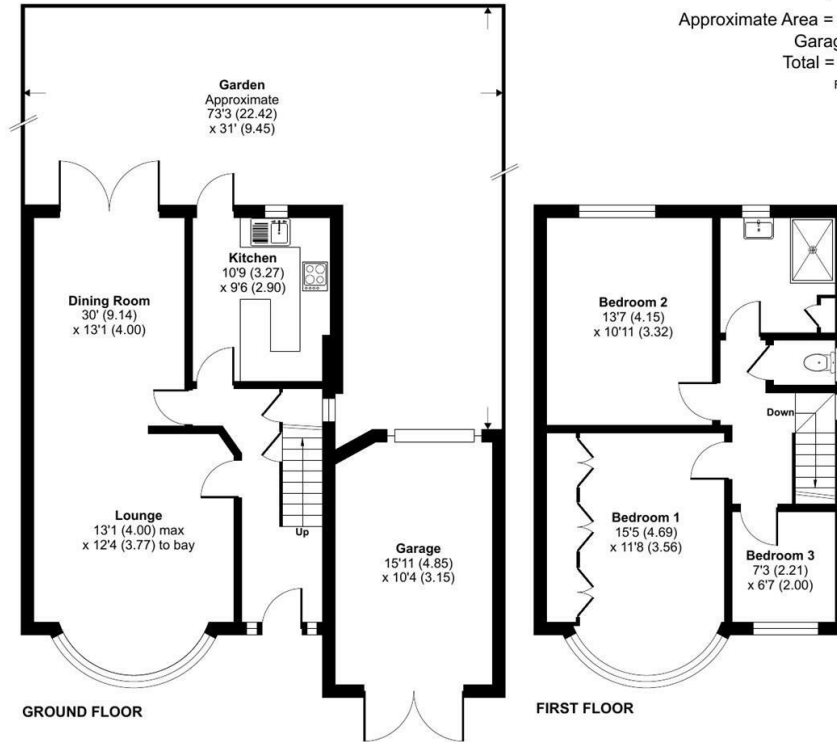 Approximate Area =
Total =
Garden
Approximate
73'3 (22.42)
x 31' (9.45)
Kitchen
10'9 (3.27)
x 9'6 (2.90)
Dining Room
30' (9.14)
x 13'1 (4.00)
Lounge
13'1 (4.00) max
x 12'4 (3.77) to bay
Up
Garage
15'11 (4.85)
x 10'4 (3.15)
GROUND FLOOR
Bedroom 2
13'7 (4.15)
x 10'11 (3.32)
Down
Bedroom 1
15'5 (4.69)
x 11'8 (3.56)
Bedroom 3
7'3 (2.21)
x 6'7 (2.00)
FIRST FLOOR